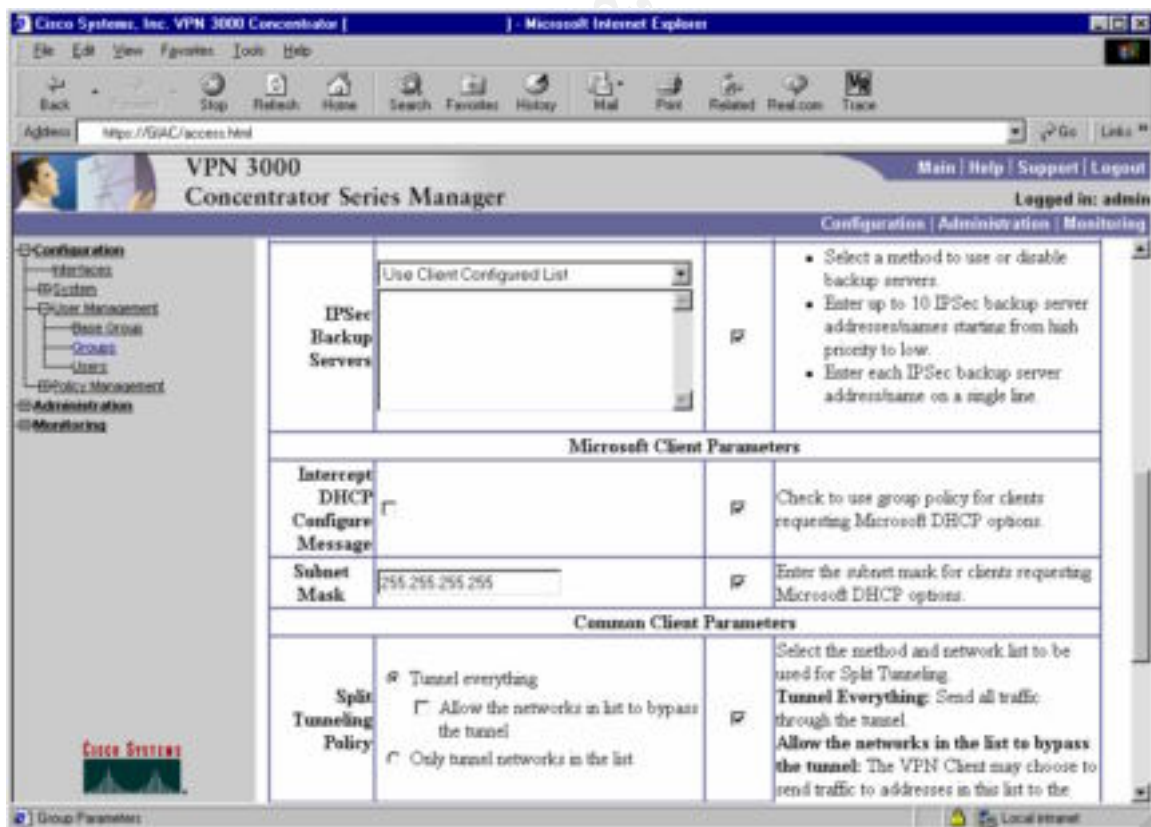 Cisco Systems, Inc. VPN 3000 Concentrator [ ] - Microsoft Internet Explorer
File Edit View Favorites Tools Help
Back Forward Stop Refresh Home Search Favorites History Mail Print Related Real.com Trace
Address https://GIAC/access.html Go Links »
VPN 3000
Concentrator Series Manager
Main | Help | Support | Logout
Logged in: admin
Configuration | Administration | Monitoring
Configuration
Interfaces
System
User Management
Base Group
Groups
Users
Policy Management
Administration
Monitoring
CISCO SYSTEMS
IPSec
Backup
Servers
Use Client Configured List
• Select a method to use or disable
backup servers.
• Enter up to 10 IPSec backup server
addresses/names starting from high
priority to low.
• Enter each IPSec backup server
address/name on a single line.
Microsoft Client Parameters
Intercept
DHCP
Configure
Message
Check to use group policy for clients
requesting Microsoft DHCP options.
Subnet
Mask
255.255.255.255
Enter the subnet mask for clients requesting
Microsoft DHCP options.
Common Client Parameters
Split
Tunneling
Policy
Tunnel everything
Allow the networks in list to bypass
the tunnel
Only tunnel networks in the list
Select the method and network list to be
used for Split Tunneling.
Tunnel Everything: Send all traffic
through the tunnel.
Allow the networks in the list to bypass
the tunnel: The VPN Client may choose to
send traffic to addresses in this list to the
Group Parameters
Local intranet